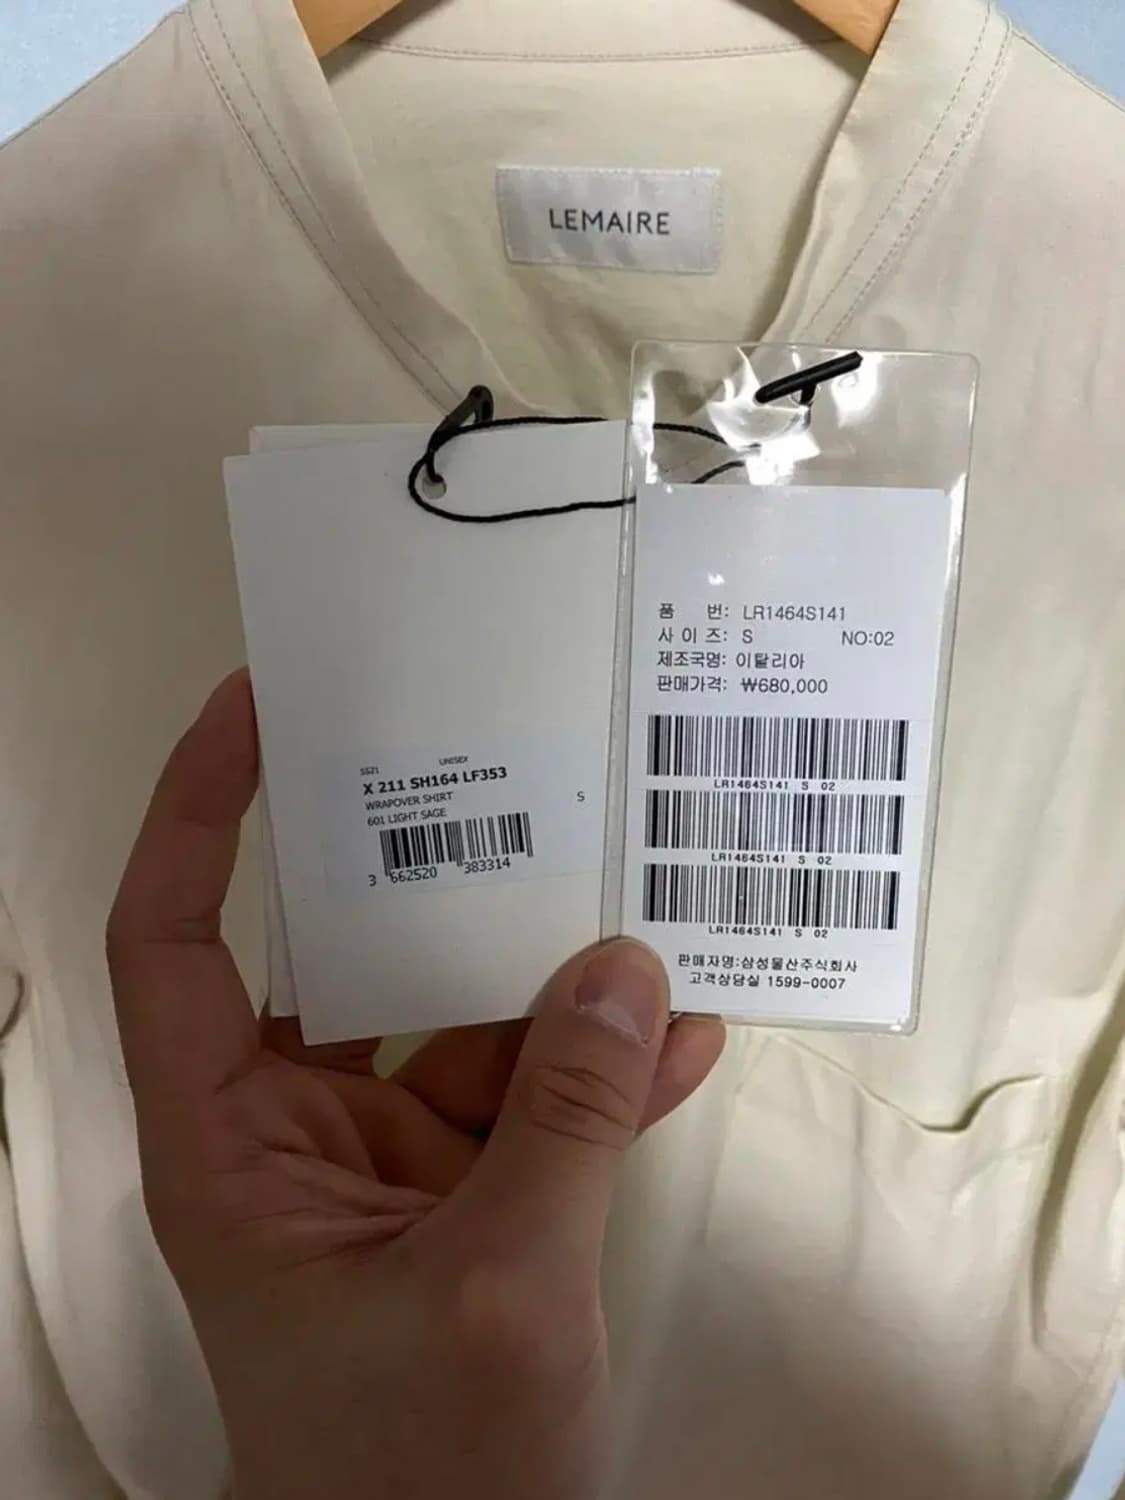 LEMAIRE
SS21 UNISEX
X 211 SH164 LF353
WRAPOVER SHIRT S
601 LIGHT SAGE
3 662520 383314
품 번: LR1464S141
사 이 즈: S NO:02
제조국명: 이탈리아
판매가격: ₩680,000
LR1464S141 S 02
LR1464S141 S 02
LR1464S141 S 02
판매자명:삼성물산주식회사
고객상담실 1599-0007